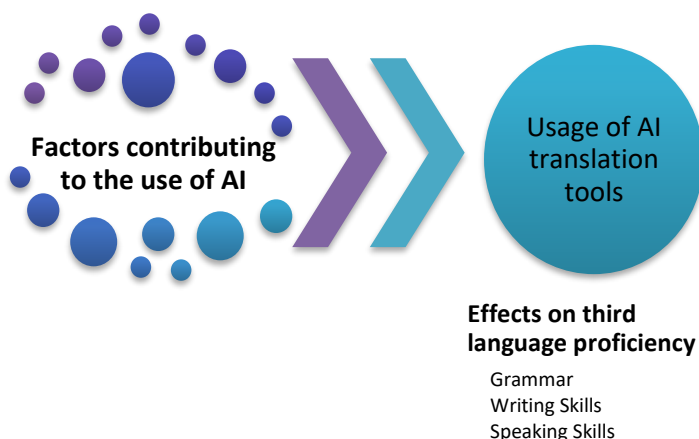 Factors contributing
to the use of AI
Usage of AI
translation
tools
Effects on third
language proficiency
Grammar
Writing Skills
Speaking Skills